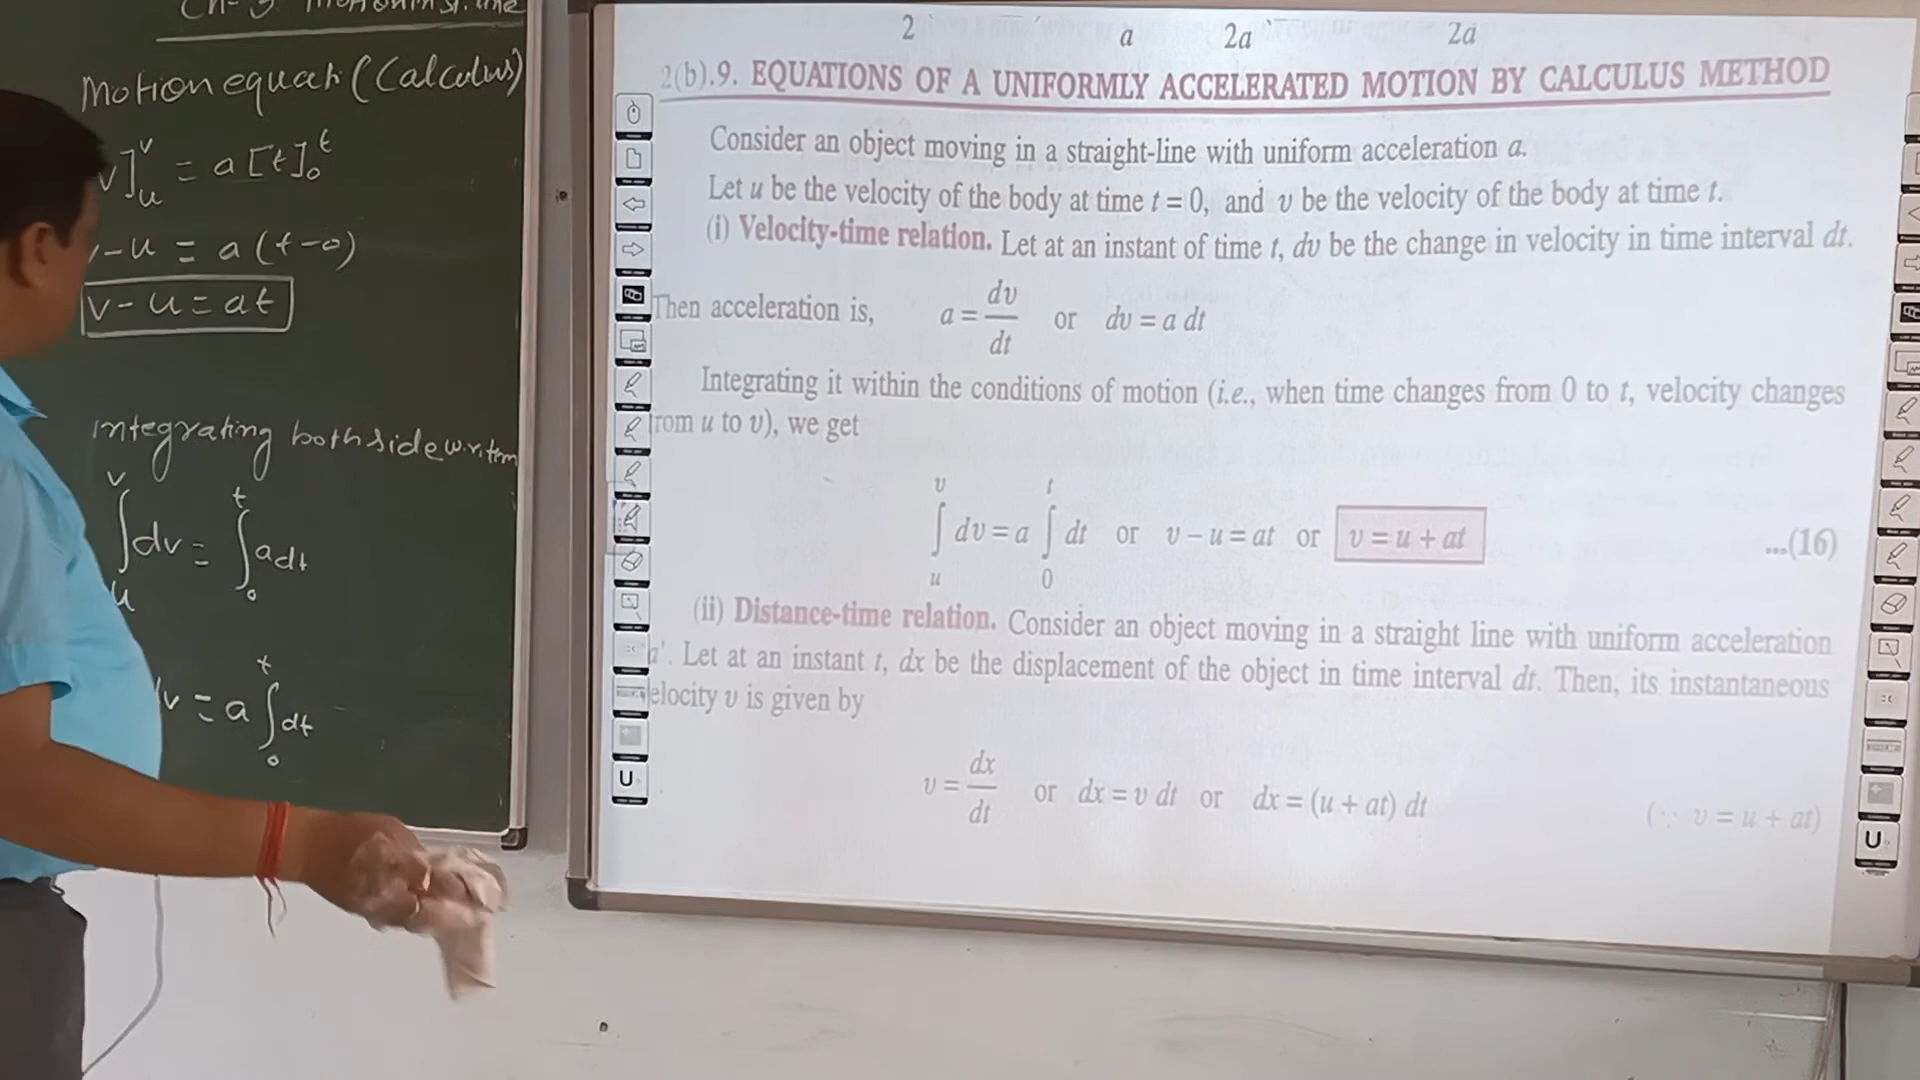 Motion equat (Calculus)
v]ᵛᵤ = a[t]₀ᵗ
-u = a(t-0)
v-u=at
Integrating both side w.r.
∫ᵤᵛ dv = ∫₀ᵗ adt
v = a ∫₀ᵗ dt
2 a 2a 2a
2(b).9. EQUATIONS OF A UNIFORMLY ACCELERATED MOTION BY CALCULUS METHOD
Consider an object moving in a straight-line with uniform acceleration a.
Let u be the velocity of the body at time t = 0, and v be the velocity of the body at time t.
(i) Velocity-time relation. Let at an instant of time t, dv be the change in velocity in time interval dt.
Then acceleration is, a = dv/dt or dv = a dt
Integrating it within the conditions of motion (i.e., when time changes from 0 to t, velocity changes
rom u to v), we get
∫ᵤᵛ dv = a ∫₀ᵗ dt or v – u = at or v = u + at ...(16)
(ii) Distance-time relation. Consider an object moving in a straight line with uniform acceleration
a'. Let at an instant t, dx be the displacement of the object in time interval dt. Then, its instantaneous
elocity v is given by
v = dx/dt or dx = v dt or dx = (u + at) dt (∵ v = u + at)
U
U